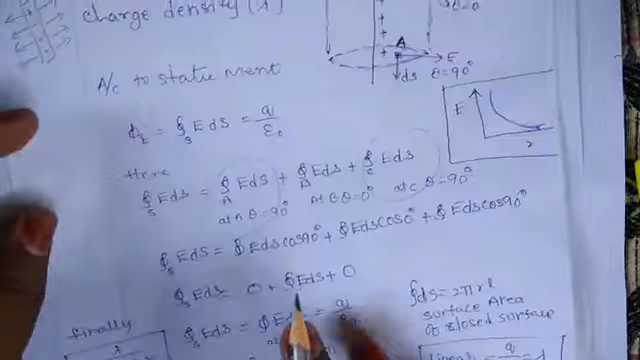 charge density (λ)
A
E
ds θ=90°
A/c to statement
ϕE = ∮s Eds = q/ε₀
E
r
Here
∮s Eds = ∮A Eds + ∮B Eds + ∮C Eds
at A θ=90° At B θ=0° at C θ=90°
∮s Eds = ∮Eds cos90° + ∮Eds cos0° + ∮Eds cos90°
∮s Eds = 0 + ∮Eds + 0
∮ds = 2πrl
surface Area
of closed surface
finally
∮s Eds =